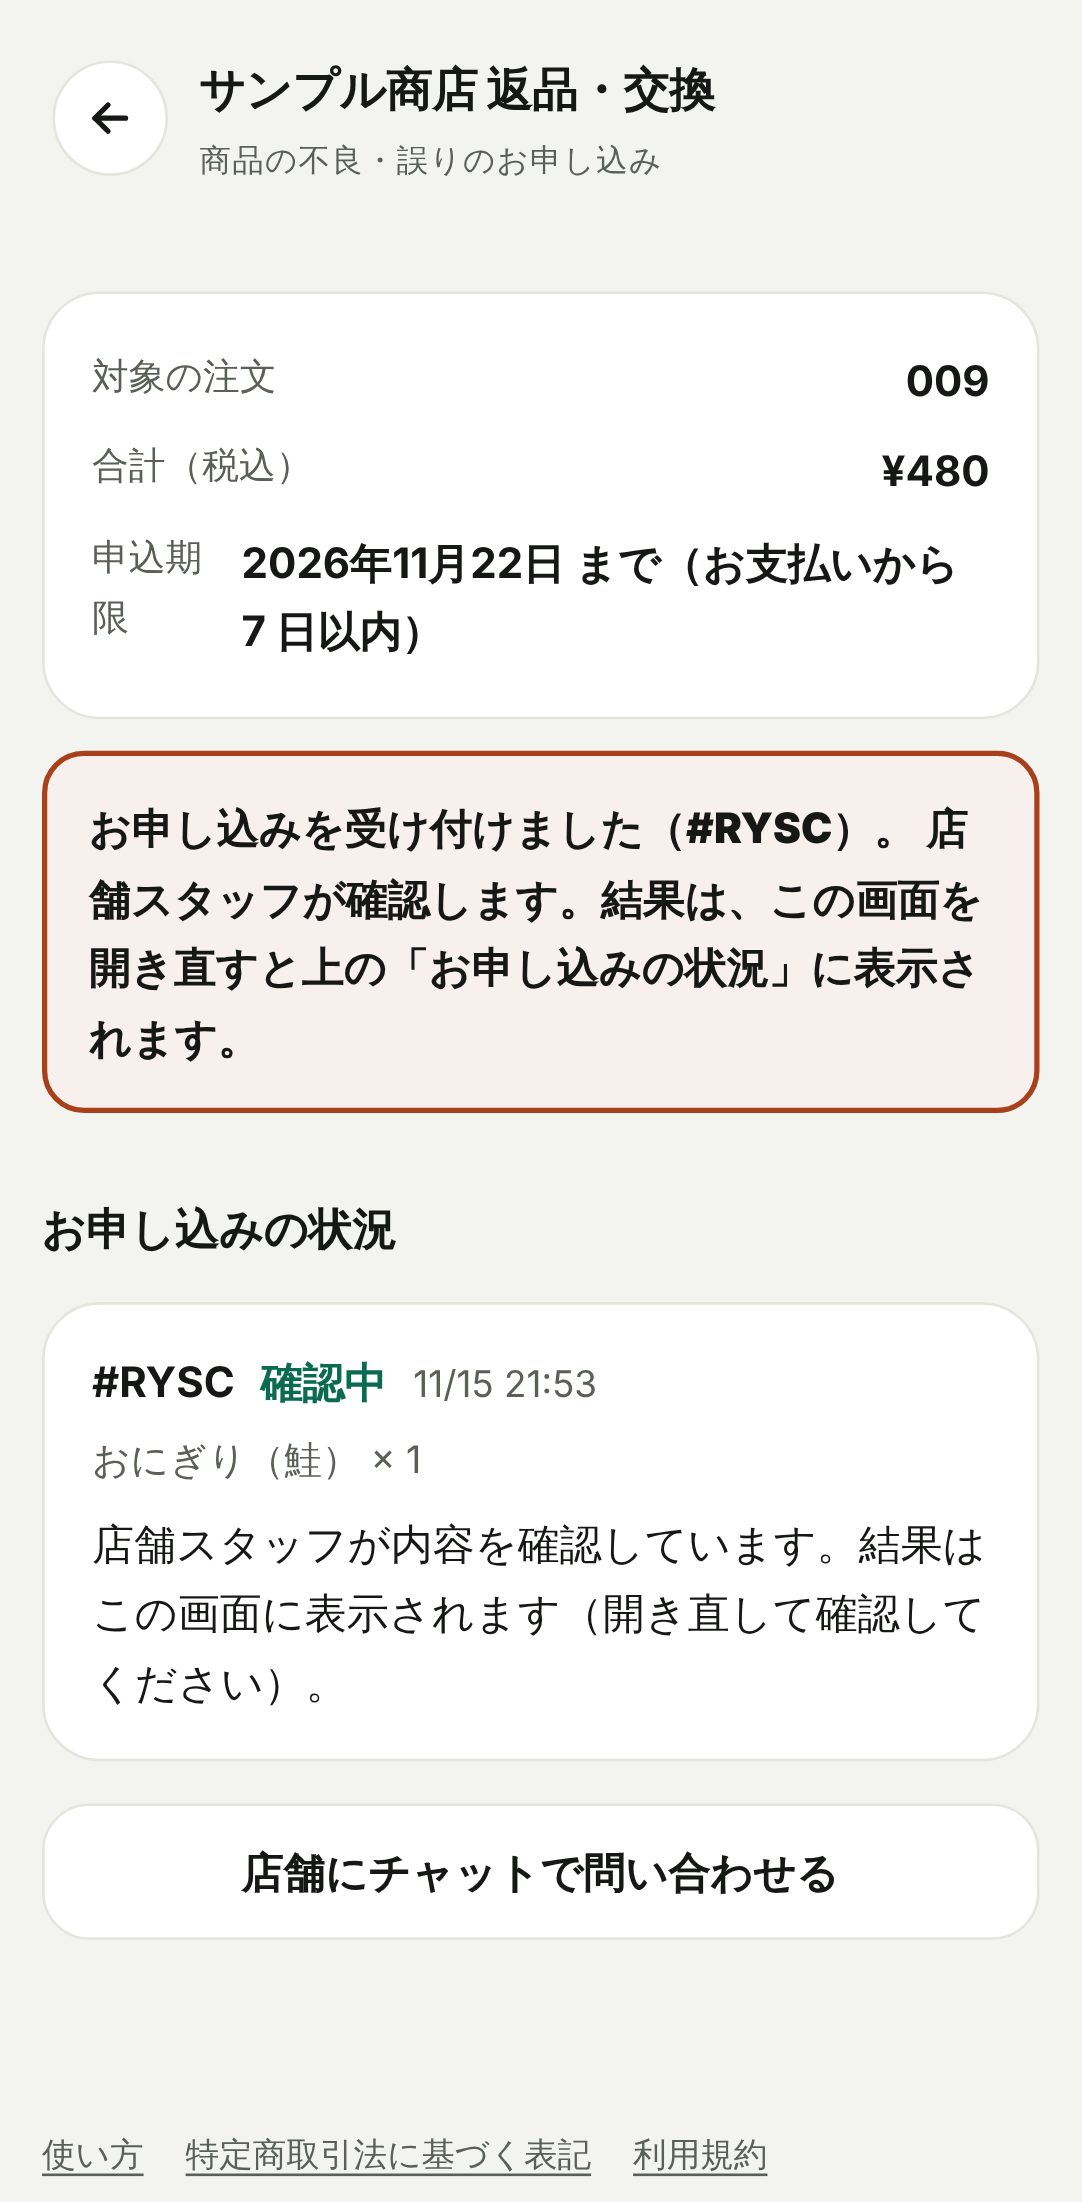 サンプル商店 返品・交換
商品の不良・誤りのお申し込み
対象の注文 009
合計（税込） ¥480
申込期限 2026年11月22日 まで（お支払いから
7 日以内）
お申し込みを受け付けました（#RYSC）。 店
舗スタッフが確認します。結果は、この画面を
開き直すと上の「お申し込みの状況」に表示さ
れます。
お申し込みの状況
#RYSC 確認中 11/15 21:53
おにぎり（鮭） × 1
店舗スタッフが内容を確認しています。結果は
この画面に表示されます（開き直して確認して
ください）。
店舗にチャットで問い合わせる
使い方 特定商取引法に基づく表記 利用規約